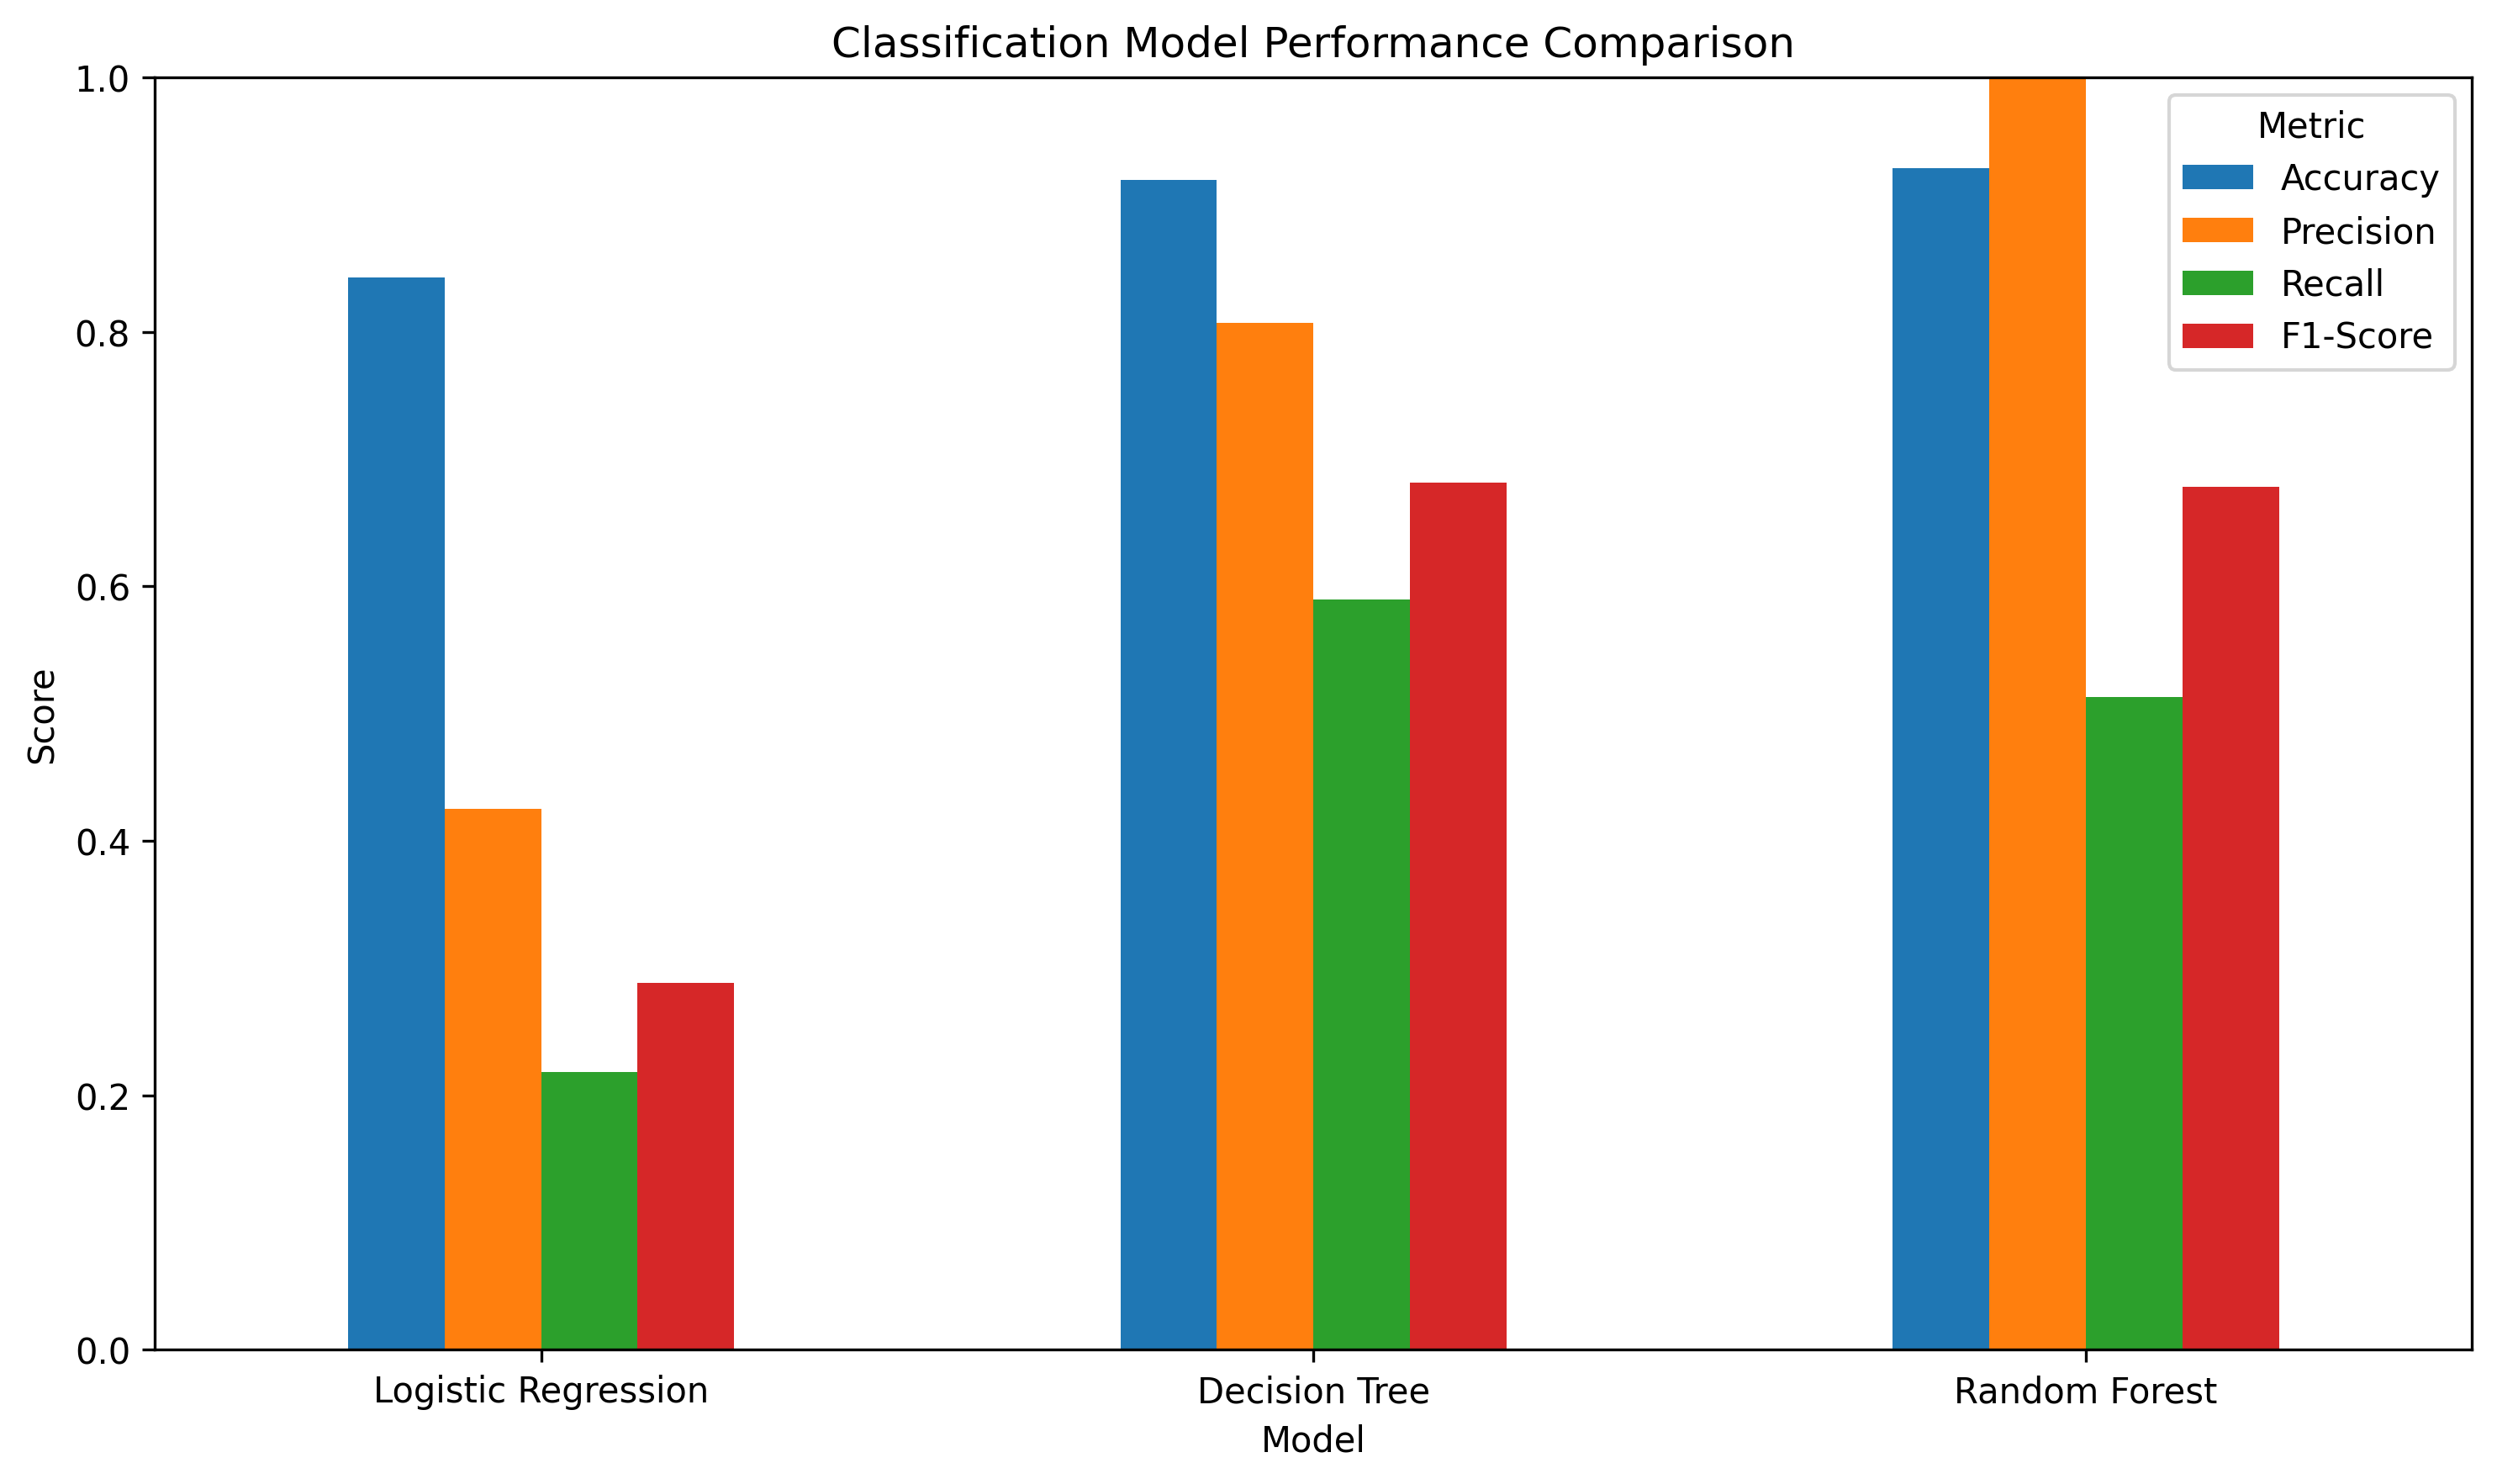 Classification Model Performance Comparison
1.0
0.8
0.6
0.4
0.2
0.0
Score
Metric
Accuracy
Precision
Recall
F1-Score
Logistic Regression
Decision Tree
Random Forest
Model